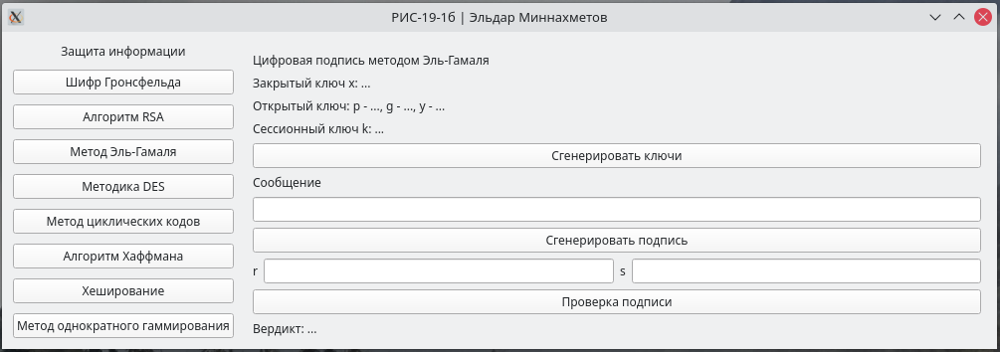 РИС-19-1б | Эльдар Миннахметов
Защита информации
Шифр Гронсфельда
Алгоритм RSA
Метод Эль-Гамаля
Методика DES
Метод циклических кодов
Алгоритм Хаффмана
Хеширование
Метод однократного гаммирования
Цифровая подпись методом Эль-Гамаля
Закрытый ключ x: ...
Открытый ключ: p - ..., g - ..., y - ...
Сессионный ключ k: ...
Сгенерировать ключи
Сообщение
Сгенерировать подпись
r s
Проверка подписи
Вердикт: ...